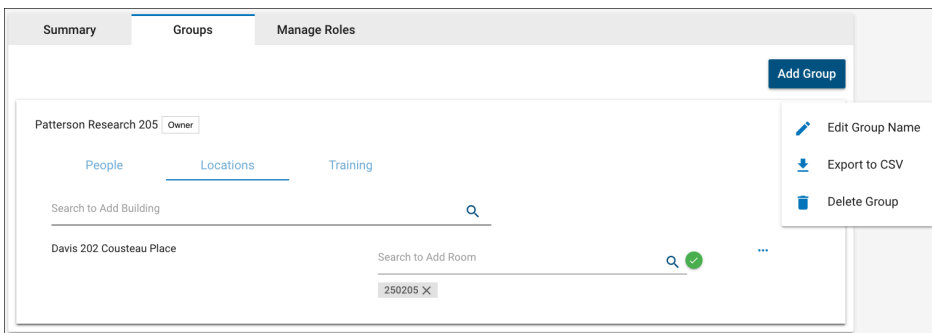 Summary Groups Manage Roles
Add Group
Patterson Research 205 Owner
Edit Group Name
People Locations Training
Export to CSV
Delete Group
Search to Add Building
Davis 202 Cousteau Place
Search to Add Room
250205